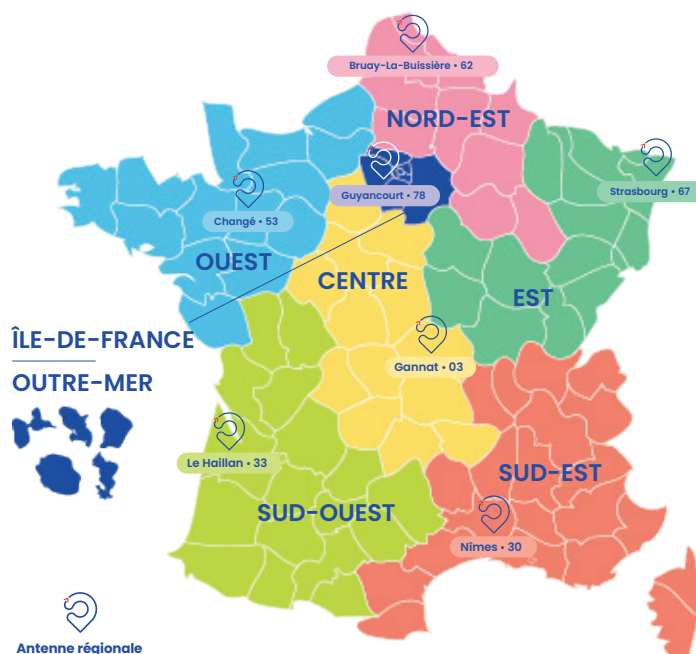 Bruay-La-Buissière • 62
NORD-EST
Strasbourg • 67
Guyancourt • 78
Changé • 53
OUEST
CENTRE
EST
ÎLE-DE-FRANCE
OUTRE-MER
Gannat • 03
Le Haillan • 33
SUD-EST
SUD-OUEST
Nîmes • 30
Antenne régionale